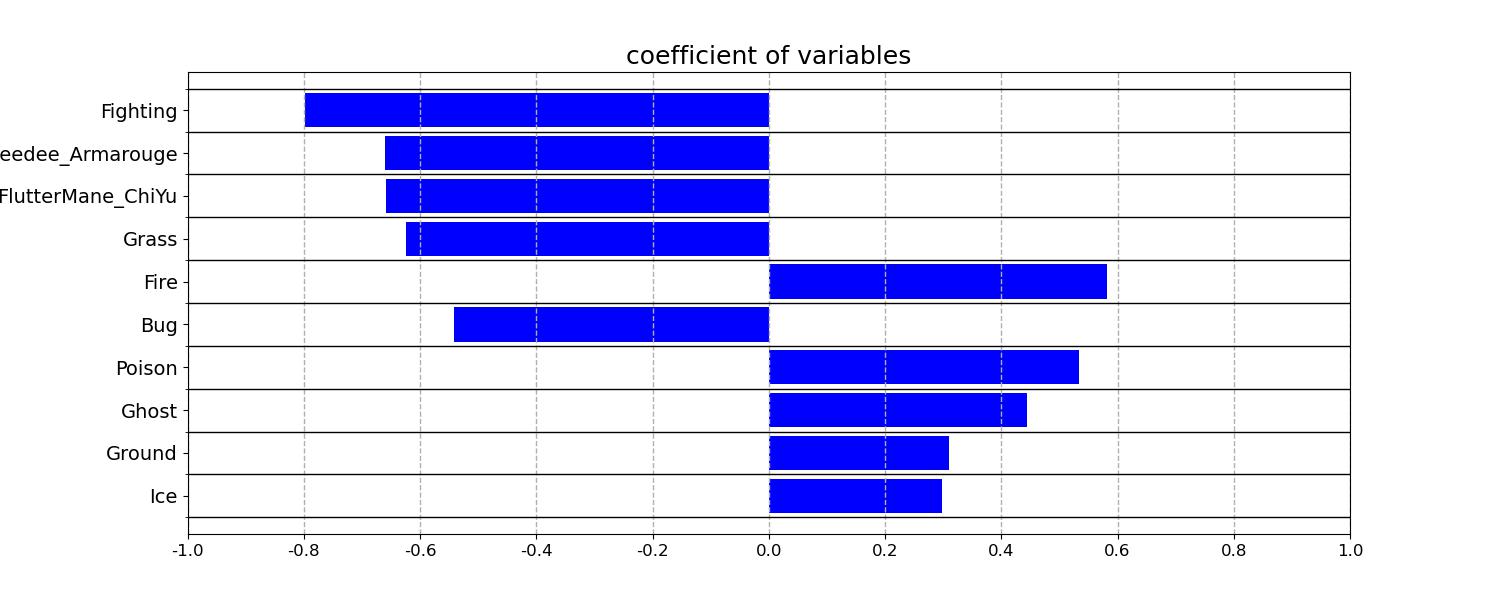 coefficient of variables
Fighting
eedee_Armarouge
FlutterMane_ChiYu
Grass
Fire
Bug
Poison
Ghost
Ground
Ice
-1.0 -0.8 -0.6 -0.4 -0.2 0.0 0.2 0.4 0.6 0.8 1.0